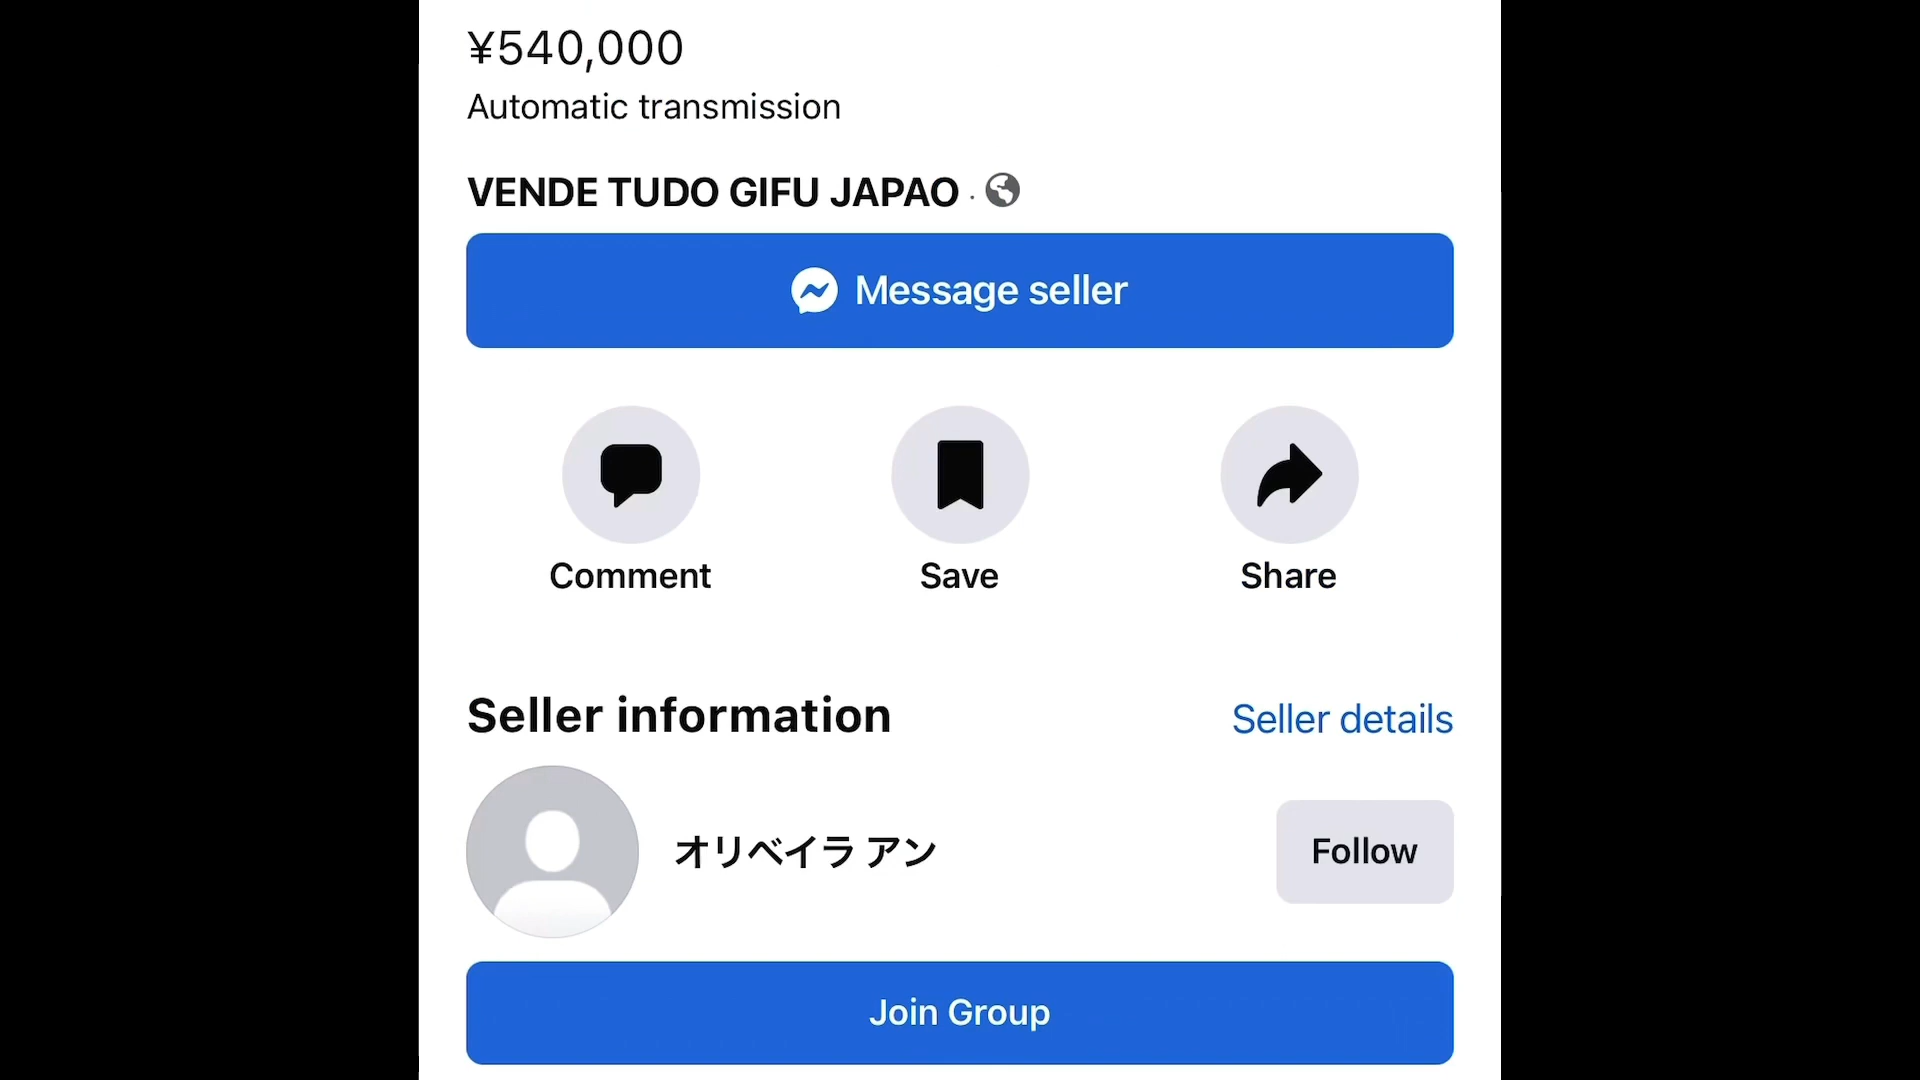 ¥540,000
Automatic transmission
VENDE TUDO GIFU JAPAO ·
Message seller
Comment
Save
Share
Seller information
Seller details
オリベイラ アン
Follow
Join Group